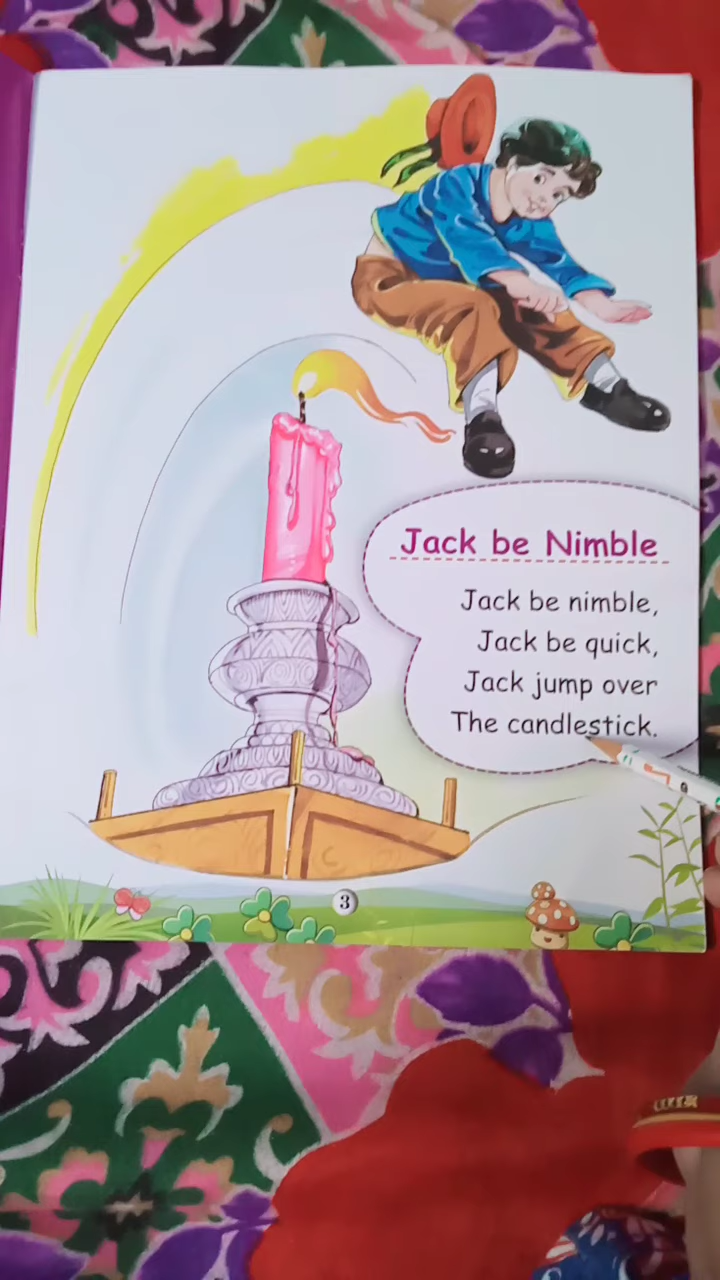 Jack be Nimble
Jack be nimble,
Jack be quick,
Jack jump over
The candlestick.
3